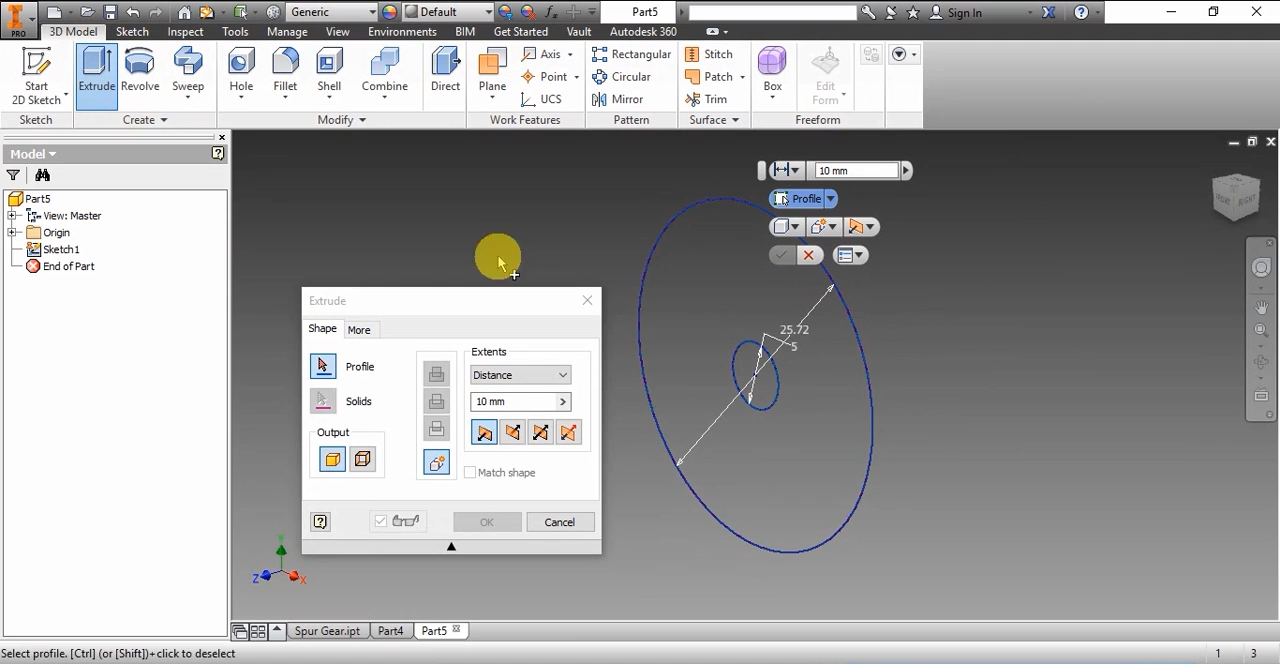 Generic Default Part5 Sign In
PRO 3D Model Sketch Inspect Tools Manage View Environments BIM Get Started Vault Autodesk 360
Start 2D Sketch Extrude Revolve Sweep Hole Fillet Shell Combine Direct Plane Axis Point UCS Rectangular Circular Mirror Stitch Patch Trim Box Edit Form
Sketch Create Modify Work Features Pattern Surface Freeform
Model
Part5
View: Master
Origin
Sketch1
End of Part
10 mm
Profile
FRONT RIGHT
25.72
5
Extrude
Shape More
Profile
Solids
Output
Extents
Distance
10 mm
Match shape
OK Cancel
Y
Z X
Spur Gear.ipt Part4 Part5
Select profile. [Ctrl] (or [Shift])+click to deselect 1 3